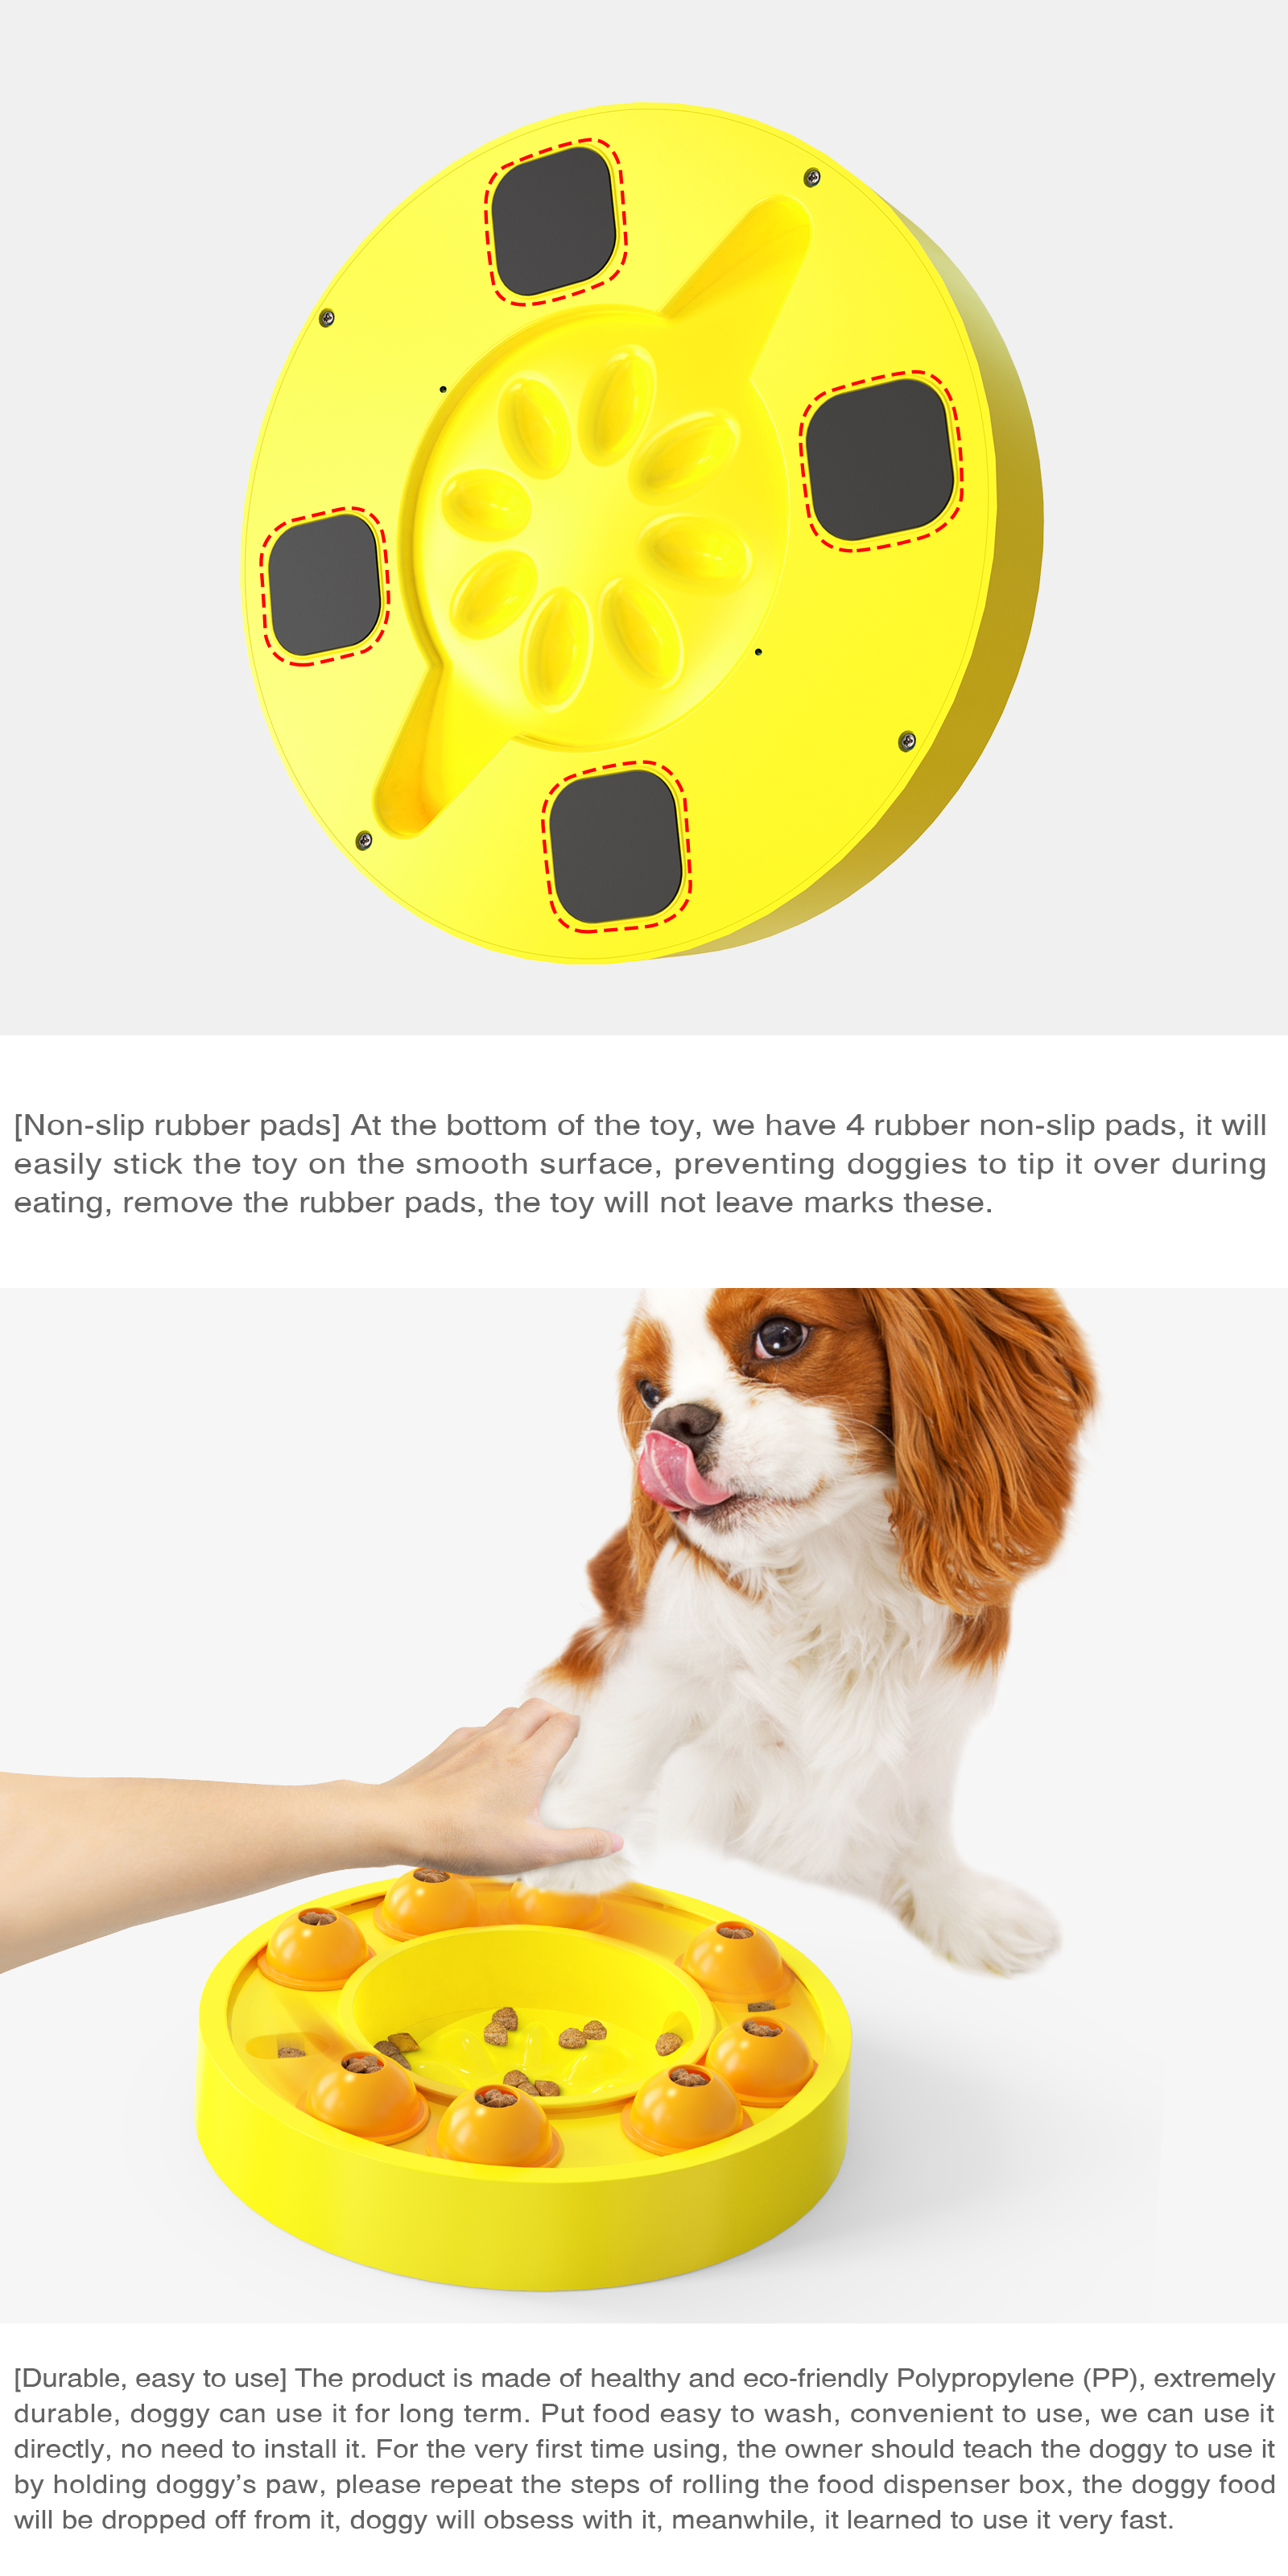 [Non-slip rubber pads] At the bottom of the toy, we have 4 rubber non-slip pads, it will
easily stick the toy on the smooth surface, preventing doggies to tip it over during
eating, remove the rubber pads, the toy will not leave marks these.
[Durable, easy to use] The product is made of healthy and eco-friendly Polypropylene (PP), extremely
durable, doggy can use it for long term. Put food easy to wash, convenient to use, we can use it
directly, no need to install it. For the very first time using, the owner should teach the doggy to use it
by holding doggy’s paw, please repeat the steps of rolling the food dispenser box, the doggy food
will be dropped off from it, doggy will obsess with it, meanwhile, it learned to use it very fast.